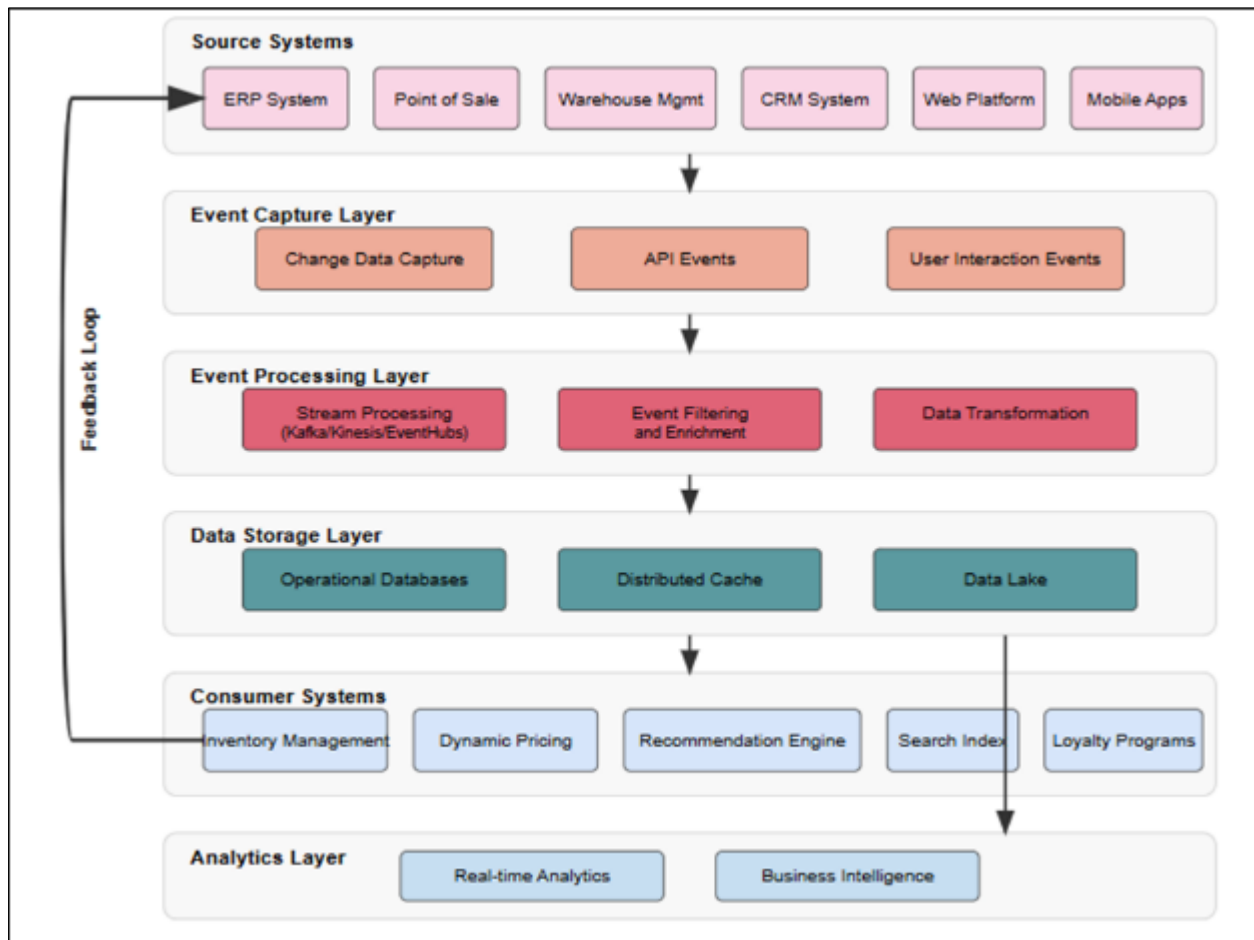 Source Systems
ERP System
Point of Sale
Warehouse Mgmt
CRM System
Web Platform
Mobile Apps
Event Capture Layer
Change Data Capture
API Events
User Interaction Events
Feedback Loop
Event Processing Layer
Stream Processing
(Kafka/Kinesis/EventHubs)
Event Filtering
and Enrichment
Data Transformation
Data Storage Layer
Operational Databases
Distributed Cache
Data Lake
Consumer Systems
Inventory Management
Dynamic Pricing
Recommendation Engine
Search Index
Loyalty Programs
Analytics Layer
Real-time Analytics
Business Intelligence